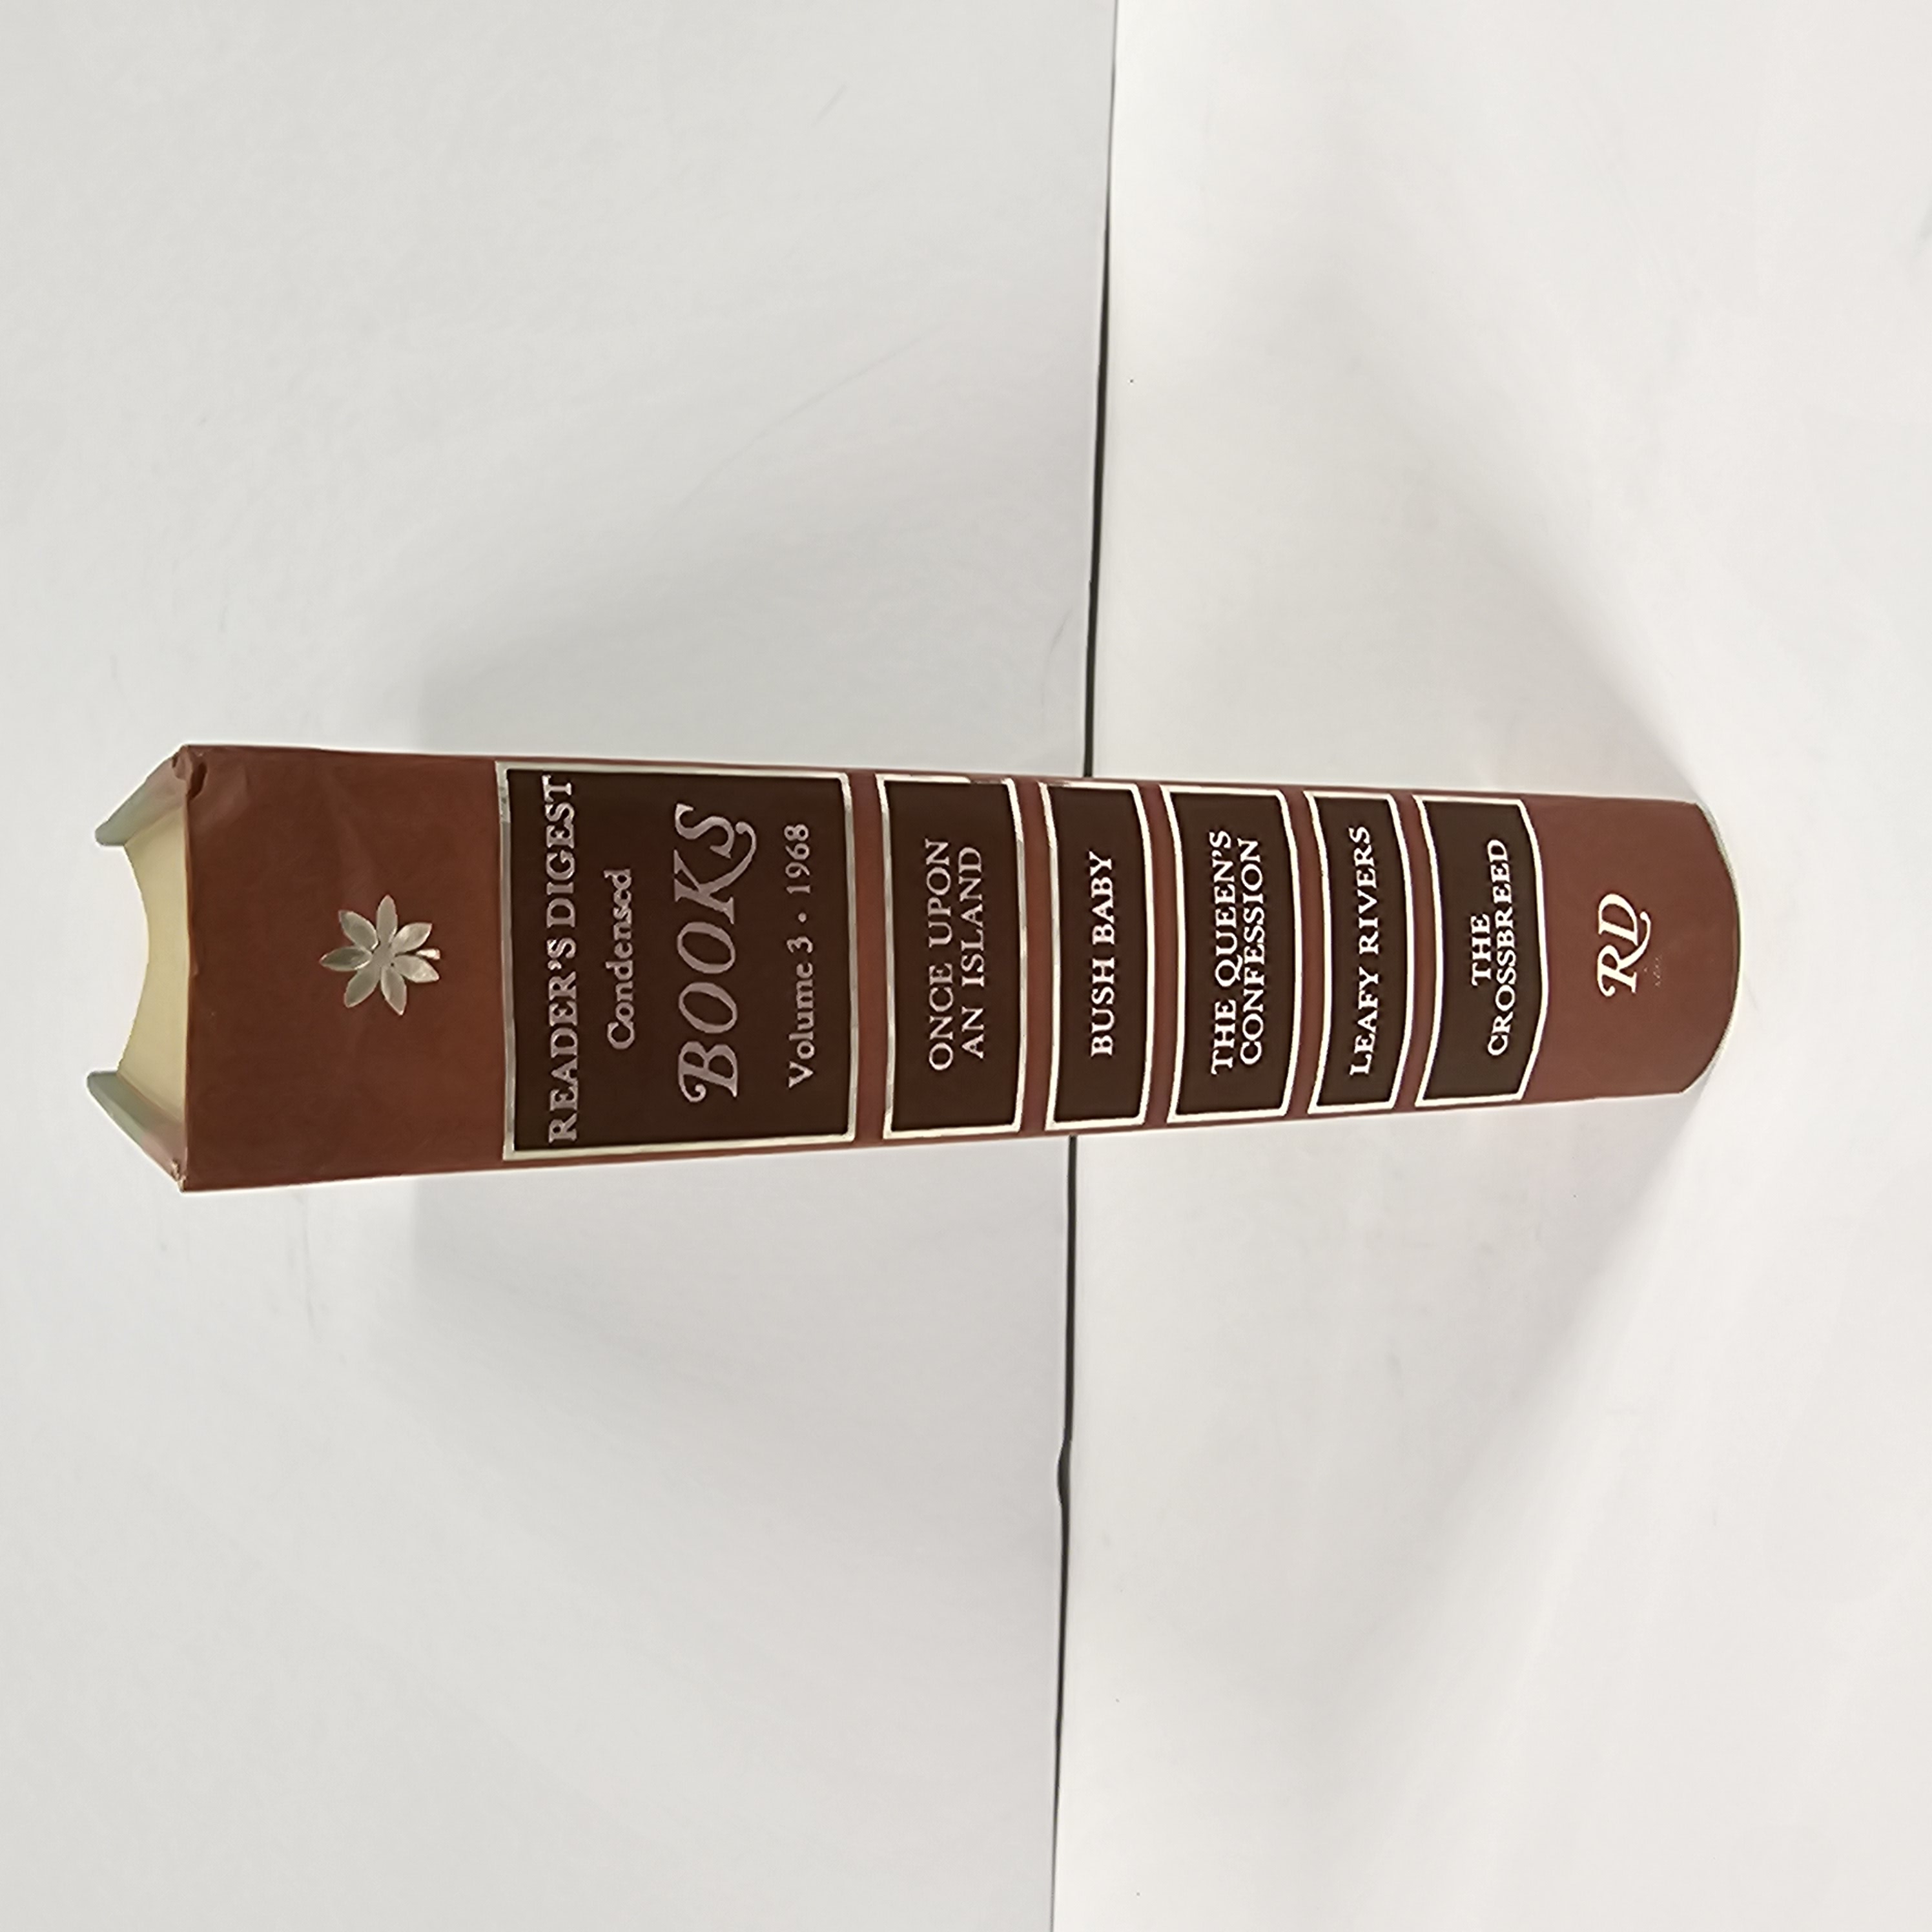 READER'S DIGEST
Condensed
BOOKS
Volume 3 • 1968
ONCE UPON
AN ISLAND
BUSH BABY
THE QUEEN'S
CONFESSION
LEAFY RIVERS
THE
CROSSBREED
RD